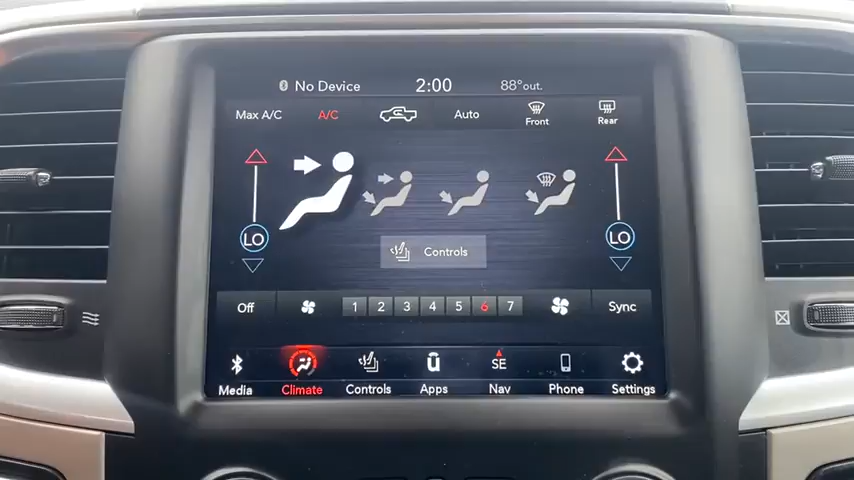 No Device 2:00 88°out.
Max A/C A/C Auto Front Rear
LO LO
Controls
Off 1 2 3 4 5 6 7 Sync
SE
Media Climate Controls Apps Nav Phone Settings